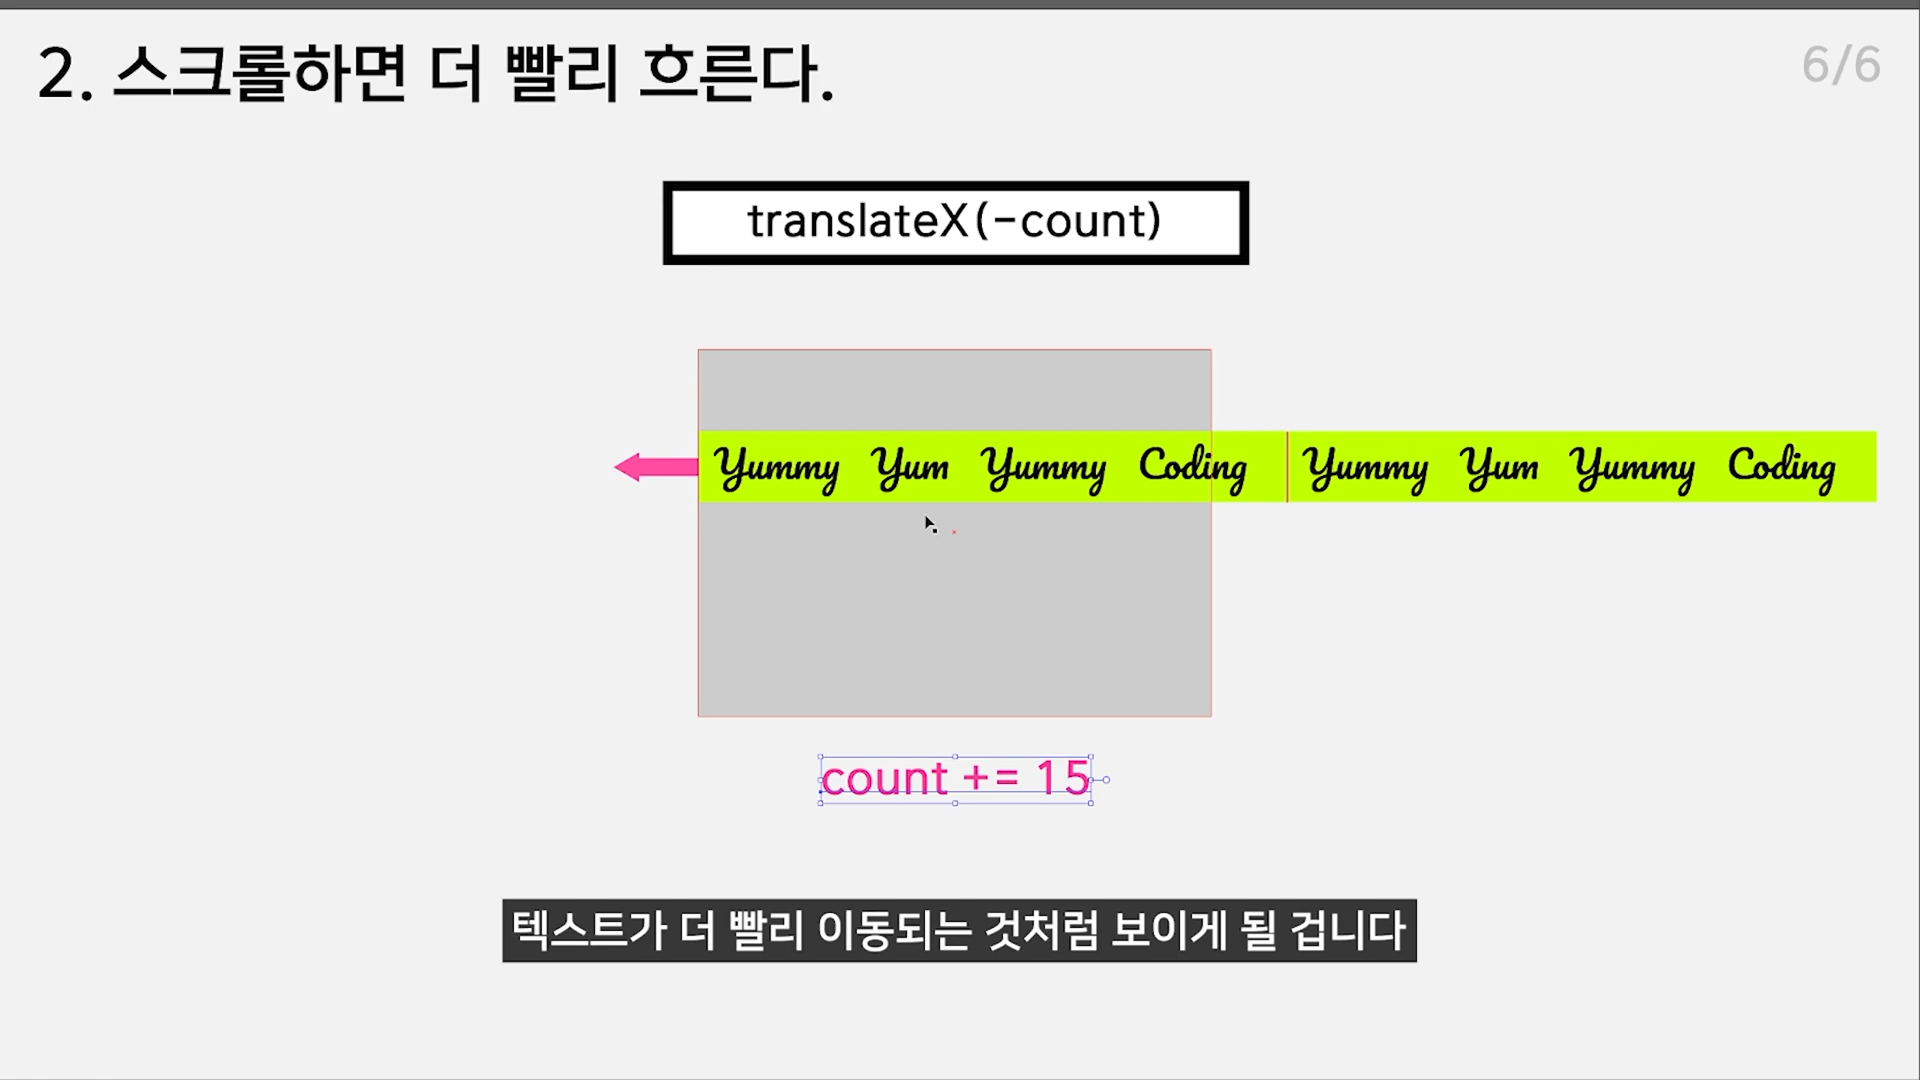 2. 스크롤하면 더 빨리 흐른다.
6/6
translateX(-count)
Yummy Yum Yummy Coding Yummy Yum Yummy Coding
count += 15
텍스트가 더 빨리 이동되는 것처럼 보이게 될 겁니다